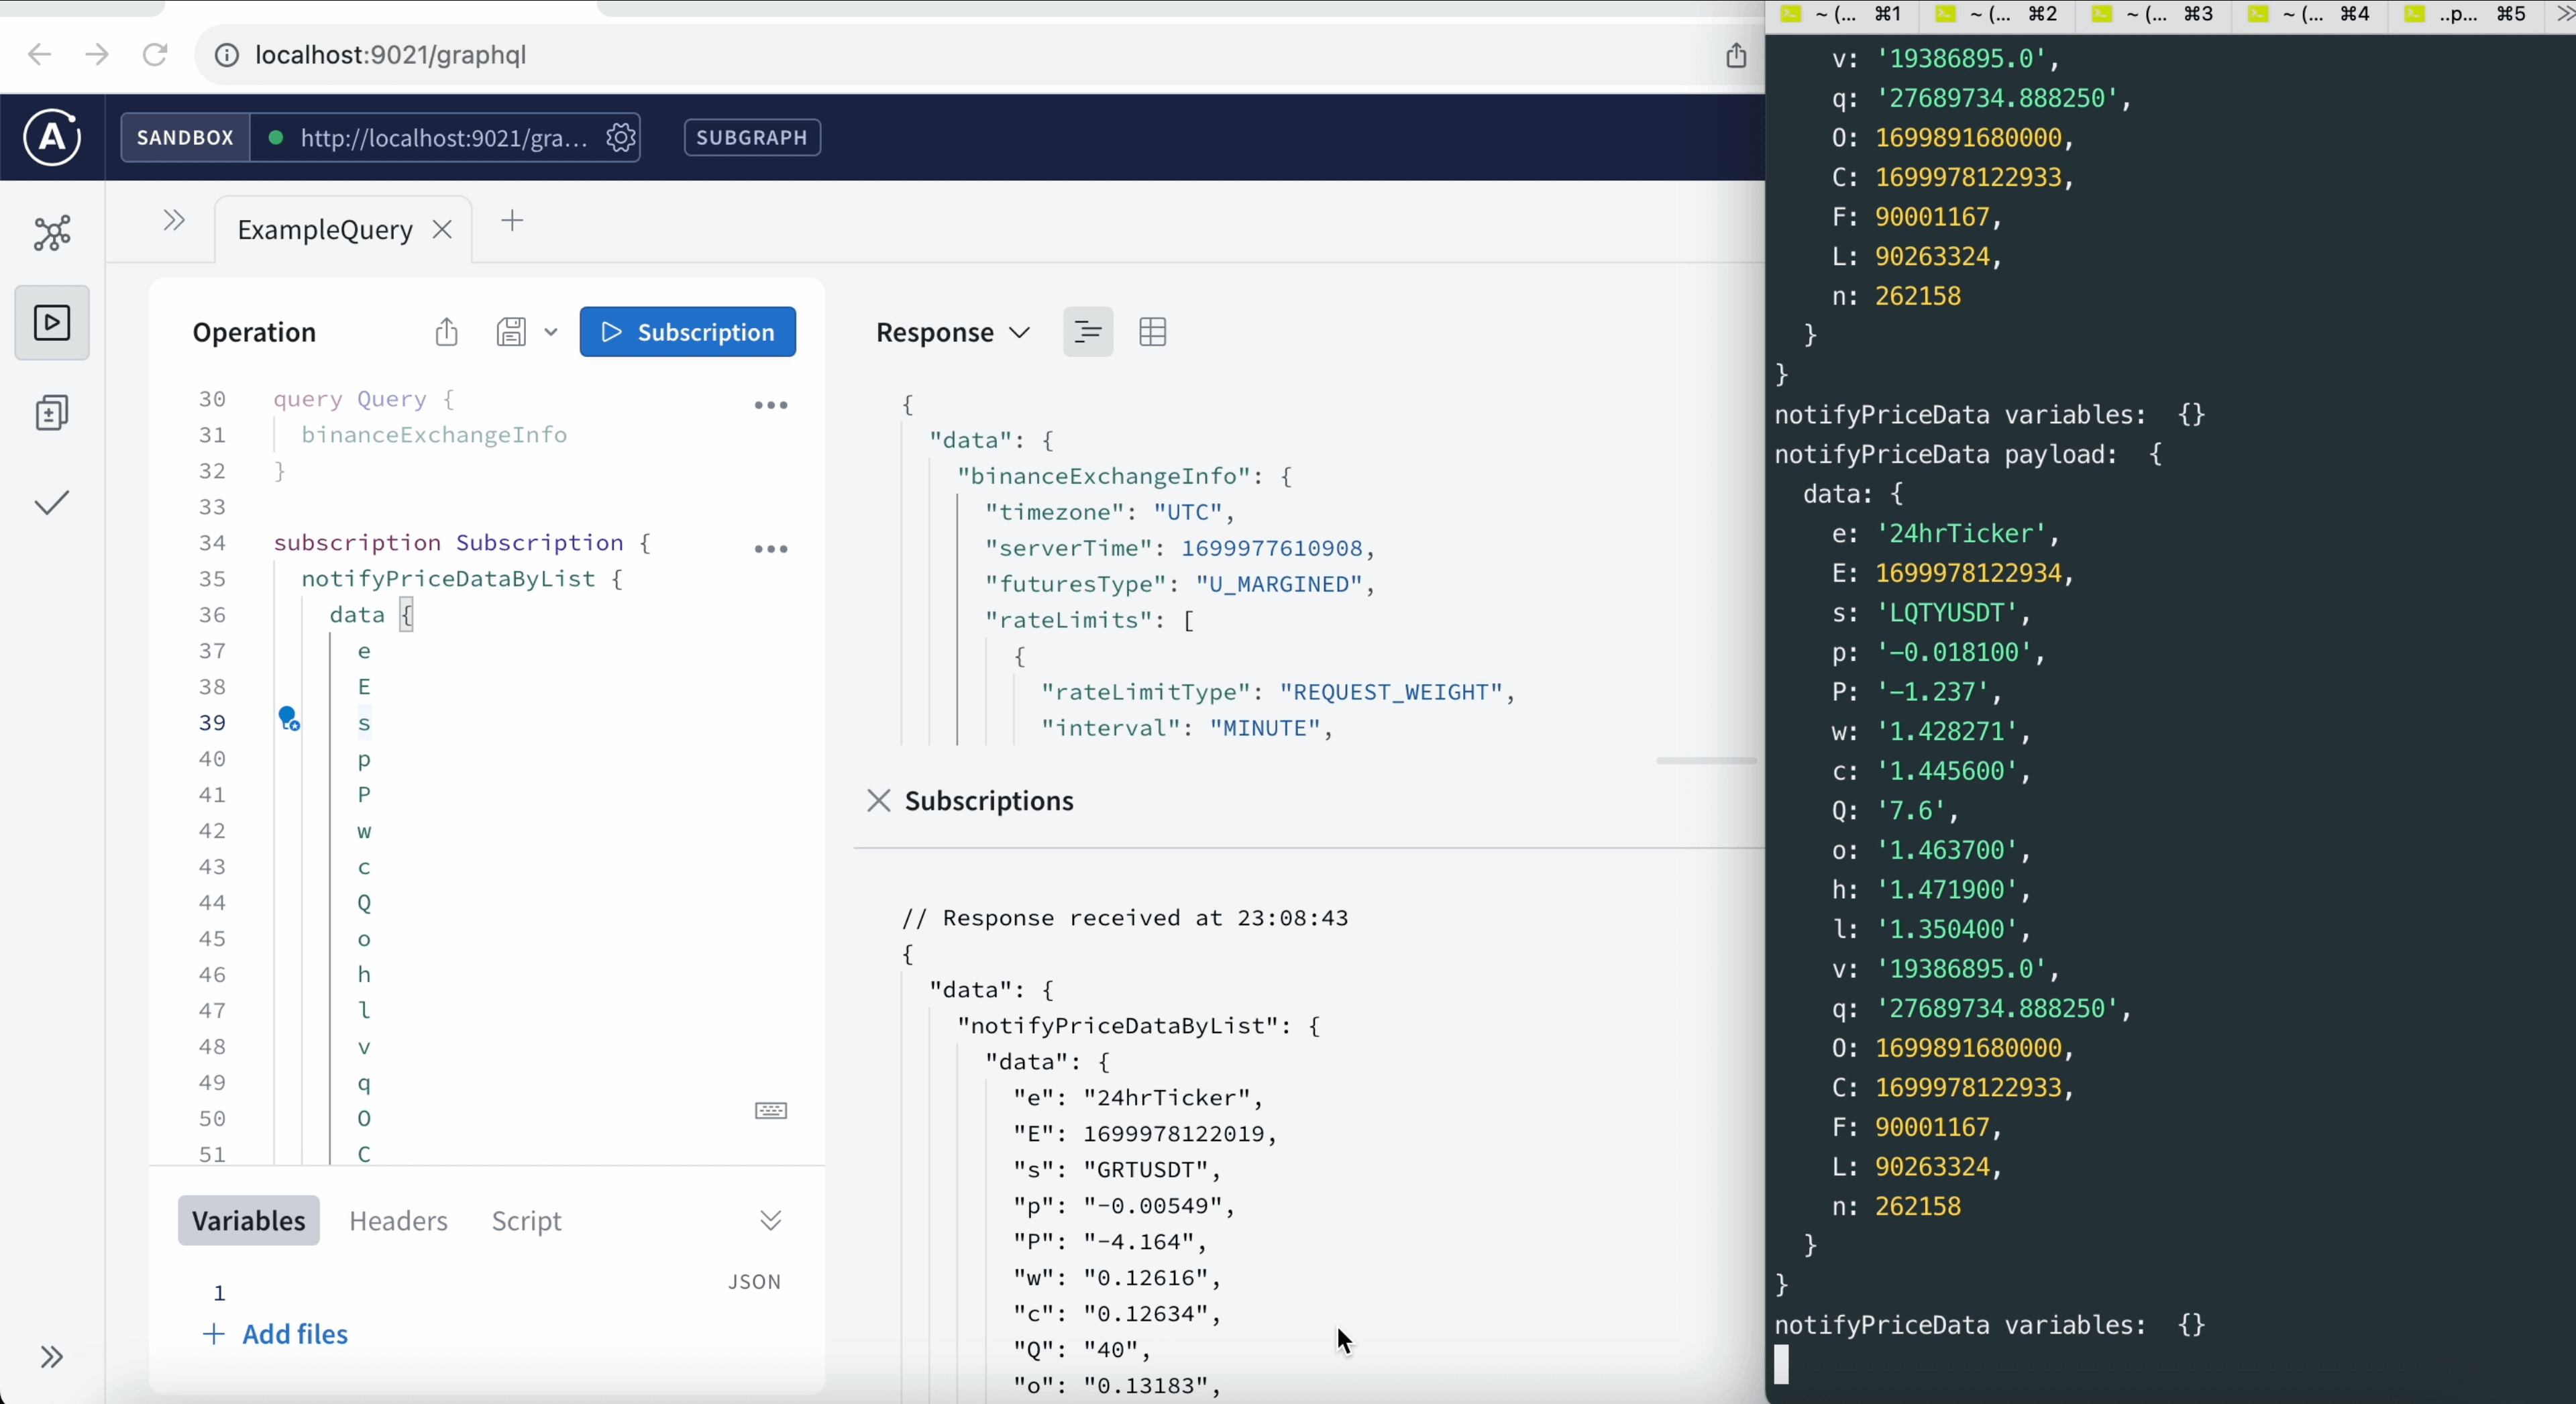 localhost:9021/graphql
SANDBOX
http://localhost:9021/gra...
SUBGRAPH
ExampleQuery
Operation
Subscription
30 query Query {
31 binanceExchangeInfo
32 }
33
34 subscription Subscription {
35 notifyPriceDataByList {
36 data {
37 e
38 E
39 s
40 p
41 P
42 w
43 c
44 Q
45 o
46 h
47 l
48 v
49 q
50 O
51 C
Variables Headers Script
JSON
1
+ Add files
Response
{
"data": {
"binanceExchangeInfo": {
"timezone": "UTC",
"serverTime": 1699977610908,
"futuresType": "U_MARGINED",
"rateLimits": [
{
"rateLimitType": "REQUEST_WEIGHT",
"interval": "MINUTE",
Subscriptions
// Response received at 23:08:43
{
"data": {
"notifyPriceDataByList": {
"data": {
"e": "24hrTicker",
"E": 1699978122019,
"s": "GRTUSDT",
"p": "-0.00549",
"P": "-4.164",
"w": "0.12616",
"c": "0.12634",
"Q": "40",
"o": "0.13183",
~ (... ⌘1 ~ (... ⌘2 ~ (... ⌘3 ~ (... ⌘4 ..p... ⌘5
v: '19386895.0',
q: '27689734.888250',
O: 1699891680000,
C: 1699978122933,
F: 90001167,
L: 90263324,
n: 262158
}
}
notifyPriceData variables: {}
notifyPriceData payload: {
data: {
e: '24hrTicker',
E: 1699978122934,
s: 'LQTYUSDT',
p: '-0.018100',
P: '-1.237',
w: '1.428271',
c: '1.445600',
Q: '7.6',
o: '1.463700',
h: '1.471900',
l: '1.350400',
v: '19386895.0',
q: '27689734.888250',
O: 1699891680000,
C: 1699978122933,
F: 90001167,
L: 90263324,
n: 262158
}
}
notifyPriceData variables: {}